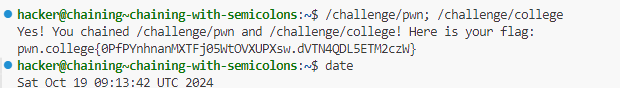 hacker@chaining~chaining-with-semicolons:~$ /challenge/pwn; /challenge/college
Yes! You chained /challenge/pwn and /challenge/college! Here is your flag:
pwn.college{0PfPYnhnanMXTFj05WtOVXUPXsw.dVTN4QDL5ETM2czW}
hacker@chaining~chaining-with-semicolons:~$ date
Sat Oct 19 09:13:42 UTC 2024